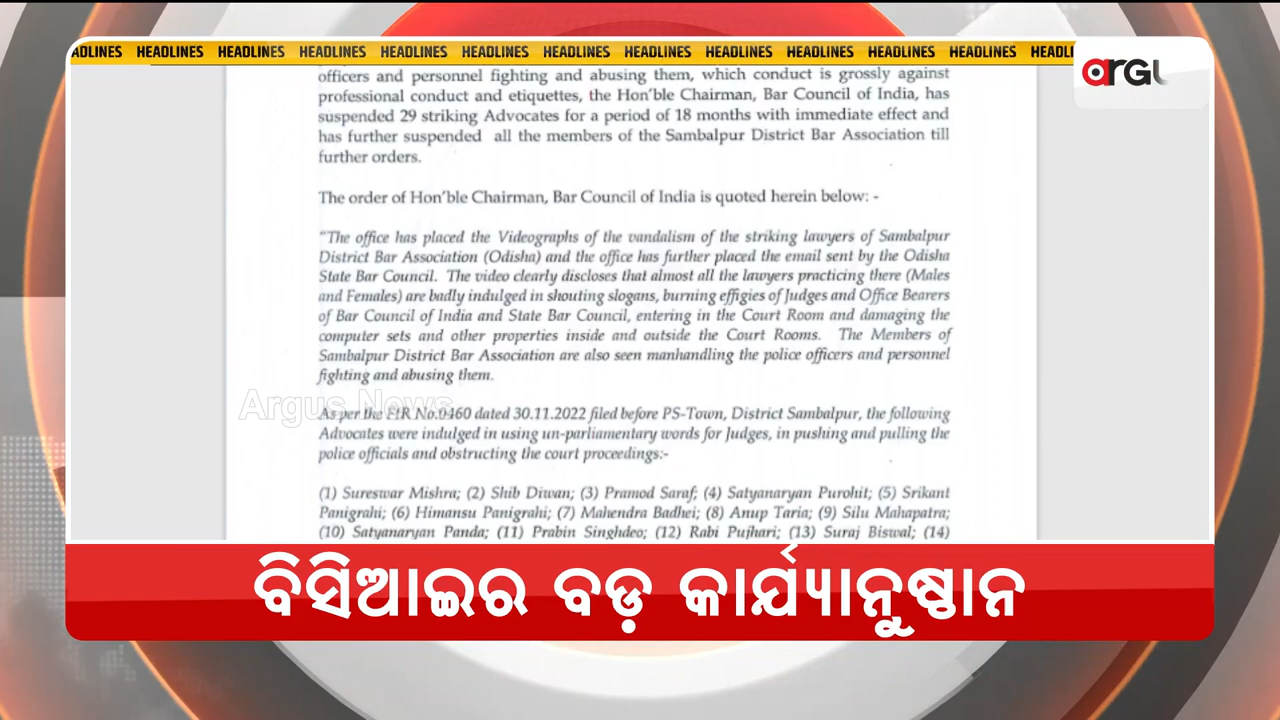 ADLINES HEADLINES HEADLINES HEADLINES HEADLINES HEADLINES HEADLINES HEADLINES HEADLINES HEADLINES HEADLINES HEADLINES HEADL
arGU
officers and personnel fighting and abusing them, which conduct is grossly against
professional conduct and etiquettes, the Hon'ble Chairman, Bar Council of India, has
suspended 29 striking Advocates for a period of 18 months with immediate effect and
has further suspended all the members of the Sambalpur District Bar Association till
further orders.
The order of Hon'ble Chairman, Bar Council of India is quoted herein below: -
"The office has placed the Videographs of the vandalism of the striking lawyers of Sambalpur
District Bar Association (Odisha) and the office has further placed the email sent by the Odisha
State Bar Council. The video clearly discloses that almost all the lawyers practicing there (Males
and Females) are badly indulged in shouting slogans, burning effigies of Judges and Office Bearers
of Bar Council of India and State Bar Council, entering in the Court Room and damaging the
computer sets and other properties inside and outside the Court Rooms. The Members of
Sambalpur District Bar Association are also seen manhandling the police officers and personnel
fighting and abusing them.
Argus News
As per the FIR No.0460 dated 30.11.2022 filed before PS-Town, District Sambalpur, the following
Advocates were indulged in using un-parliamentary words for Judges, in pushing and pulling the
police officials and obstructing the court proceedings:-
(1) Sureswar Mishra; (2) Shib Diwan; (3) Pramod Saraf; (4) Satyanaryan Purohit; (5) Srikant
Panigrahi; (6) Himansu Panigrahi; (7) Mahendra Badhei; (8) Anup Taria; (9) Silu Mahapatra;
(10) Satyanaryan Panda; (11) Prabin Singhdeo; (12) Rabi Pujhari; (13) Suraj Biswal; (14)
ବିସିଆଇର ବଡ଼ କାର୍ଯ୍ୟାନୁଷ୍ଠାନ